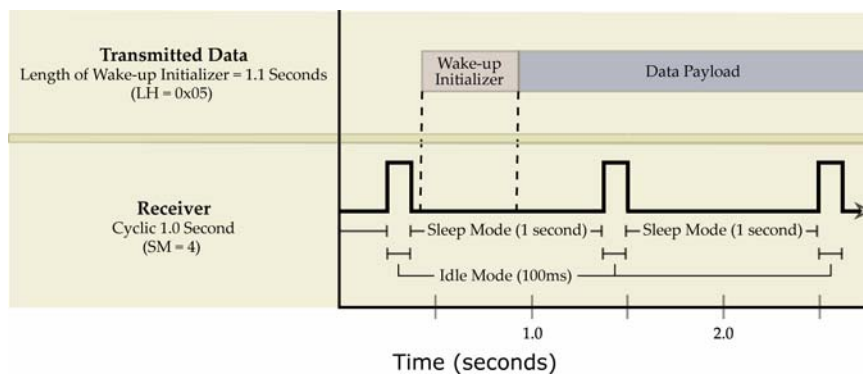 Transmitted Data
Length of Wake-up Initializer = 1.1 Seconds
(LH = 0x05)
Wake-up
Initializer
Data Payload
Receiver
Cyclic 1.0 Second
(SM = 4)
Sleep Mode (1 second)
Sleep Mode (1 second)
Idle Mode (100ms)
1.0
2.0
Time (seconds)